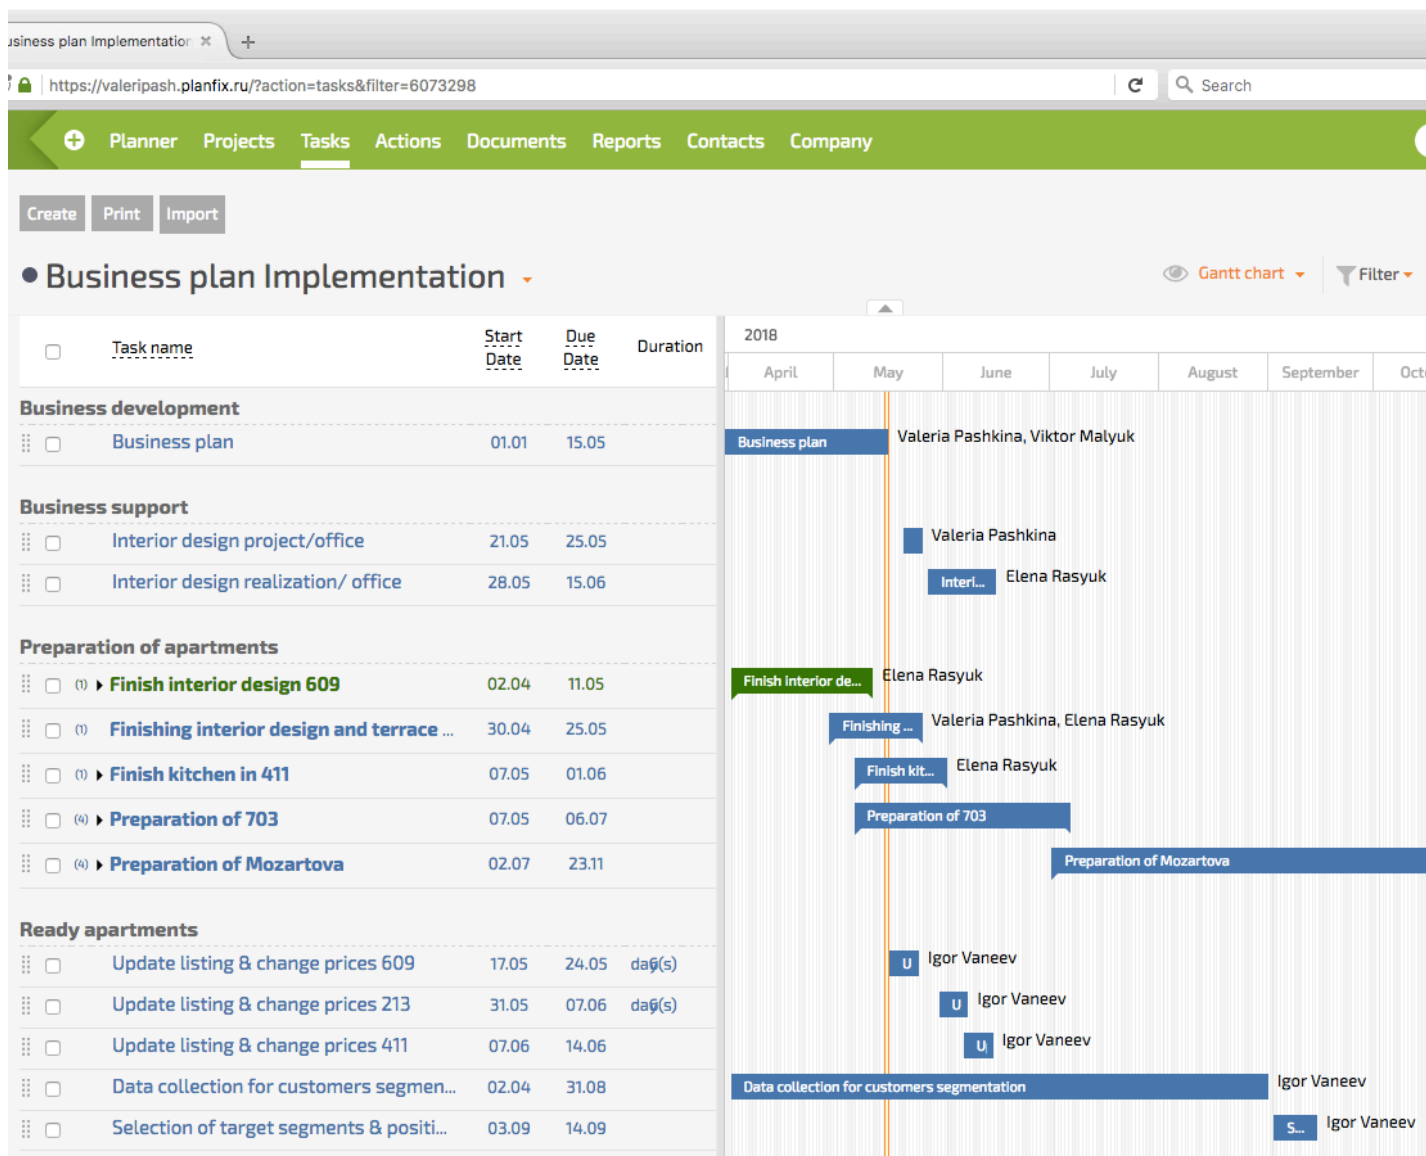 usiness plan Implementation × +
https://valeripash.planfix.ru/?action=tasks&filter=6073298 Search
Planner Projects Tasks Actions Documents Reports Contacts Company
Create Print Import
Business plan Implementation Gantt chart Filter
Task name Start Date Due Date Duration 2018
April May June July August September Oct
Business development
Business plan 01.01 15.05 Business plan Valeria Pashkina, Viktor Malyuk
Business support
Interior design project/office 21.05 25.05 Valeria Pashkina
Interior design realization/ office 28.05 15.06 Interi... Elena Rasyuk
Preparation of apartments
(1) Finish interior design 609 02.04 11.05 Finish interior de... Elena Rasyuk
(1) Finishing interior design and terrace ... 30.04 25.05 Finishing ... Valeria Pashkina, Elena Rasyuk
(1) Finish kitchen in 411 07.05 01.06 Finish kit... Elena Rasyuk
(4) Preparation of 703 07.05 06.07 Preparation of 703
(4) Preparation of Mozartova 02.07 23.11 Preparation of Mozartova
Ready apartments
Update listing & change prices 609 17.05 24.05 U Igor Vaneev
Update listing & change prices 213 31.05 07.06 U Igor Vaneev
Update listing & change prices 411 07.06 14.06 U Igor Vaneev
Data collection for customers segmen... 02.04 31.08 Data collection for customers segmentation Igor Vaneev
Selection of target segments & positi... 03.09 14.09 S... Igor Vaneev